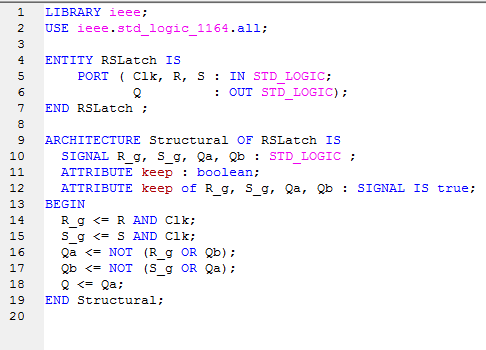 1 LIBRARY ieee;
2 USE ieee.std_logic_1164.all;
3
4 ENTITY RSLatch IS
5 PORT ( Clk, R, S : IN STD_LOGIC;
6 Q : OUT STD_LOGIC);
7 END RSLatch ;
8
9 ARCHITECTURE Structural OF RSLatch IS
10 SIGNAL R_g, S_g, Qa, Qb : STD_LOGIC ;
11 ATTRIBUTE keep : boolean;
12 ATTRIBUTE keep of R_g, S_g, Qa, Qb : SIGNAL IS true;
13 BEGIN
14 R_g <= R AND Clk;
15 S_g <= S AND Clk;
16 Qa <= NOT (R_g OR Qb);
17 Qb <= NOT (S_g OR Qa);
18 Q <= Qa;
19 END Structural;
20